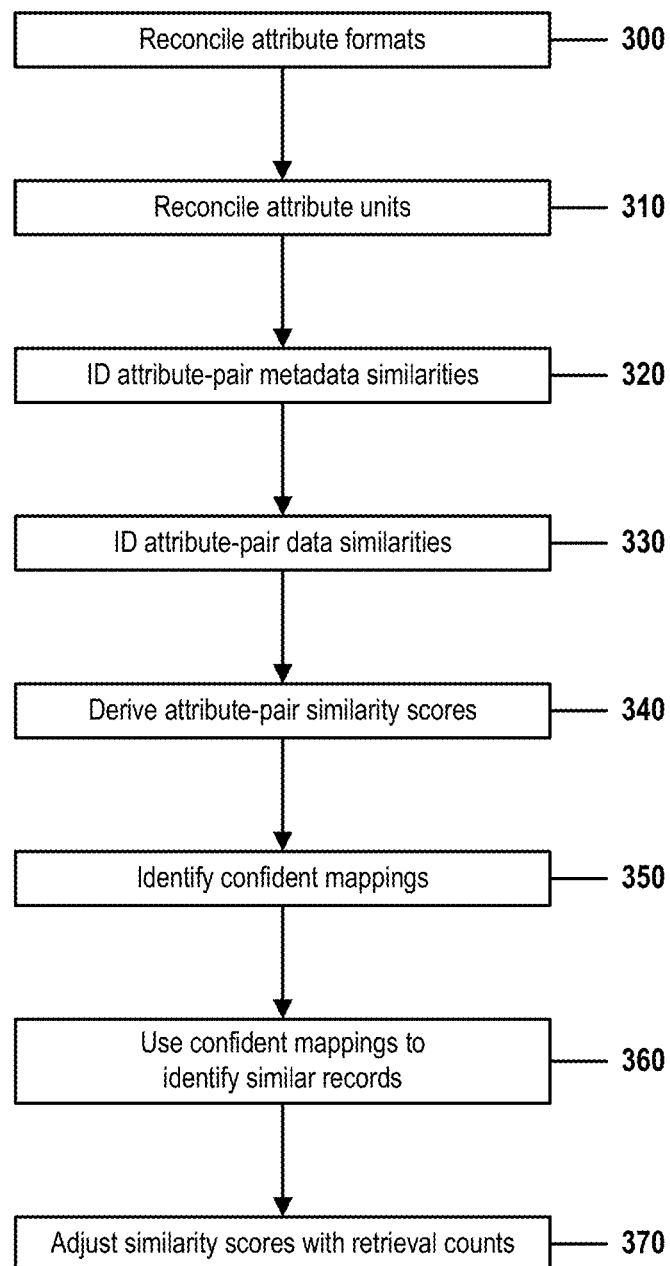 Reconcile attribute formats 300
Reconcile attribute units 310
ID attribute-pair metadata similarities 320
ID attribute-pair data similarities 330
Derive attribute-pair similarity scores 340
Identify confident mappings 350
Use confident mappings to
identify similar records 360
Adjust similarity scores with retrieval counts 370